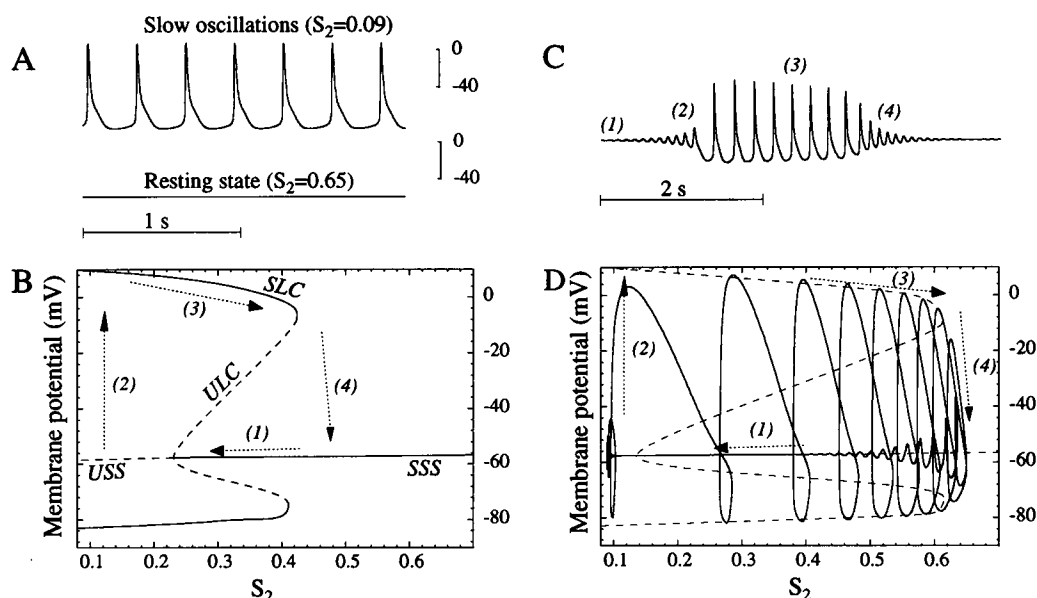 A
Slow oscillations (S2=0.09)
0
-40
0
-40
Resting state (S2=0.65)
1 s
C
(1)
(2)
(3)
(4)
2 s
B
Membrane potential (mV)
SLC
(3)
(2)
ULC
(4)
(1)
USS
SSS
0
-20
-40
-60
-80
0.1 0.2 0.3 0.4 0.5 0.6
S2
D
Membrane potential (mV)
(3)
(2)
(4)
(1)
0
-20
-40
-60
-80
0.1 0.2 0.3 0.4 0.5 0.6
S2